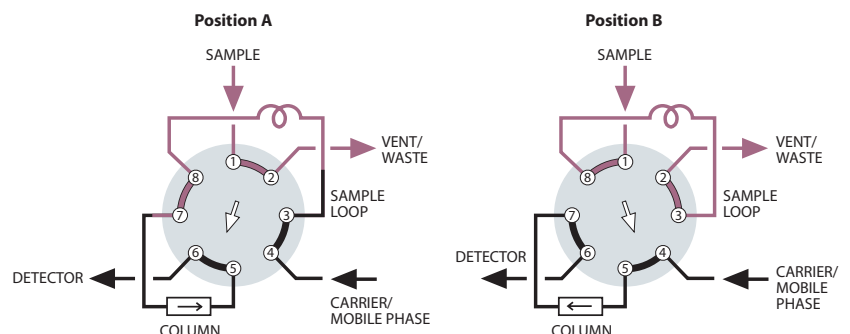 Position A
SAMPLE
VENT/
WASTE
1
2
8
SAMPLE
LOOP
7
3
6
4
5
DETECTOR
CARRIER/
MOBILE PHASE
COLUMN
Position B
SAMPLE
VENT/
WASTE
1
8
2
SAMPLE
LOOP
7
3
6
4
5
DETECTOR
CARRIER/
MOBILE
PHASE
COLUMN